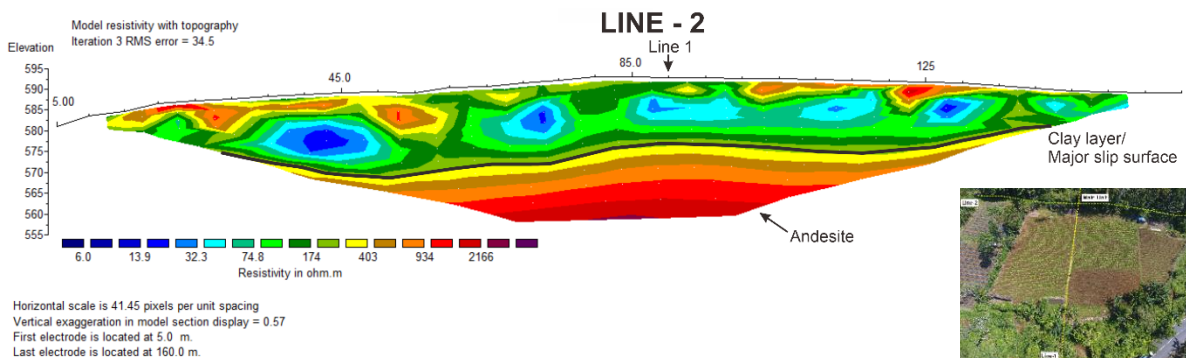 Model resistivity with topography
Iteration 3 RMS error = 34.5
LINE - 2
Line 1
Elevation
595
590
585
580
575
570
565
560
555
5.00
45.0
85.0
125
Clay layer/
Major slip surface
Andesite
6.0 13.9 32.3 74.8 174 403 934 2166
Resistivity in ohm.m
Horizontal scale is 41.45 pixels per unit spacing
Vertical exaggeration in model section display = 0.57
First electrode is located at 5.0 m.
Last electrode is located at 160.0 m.
Line-2
Line-1